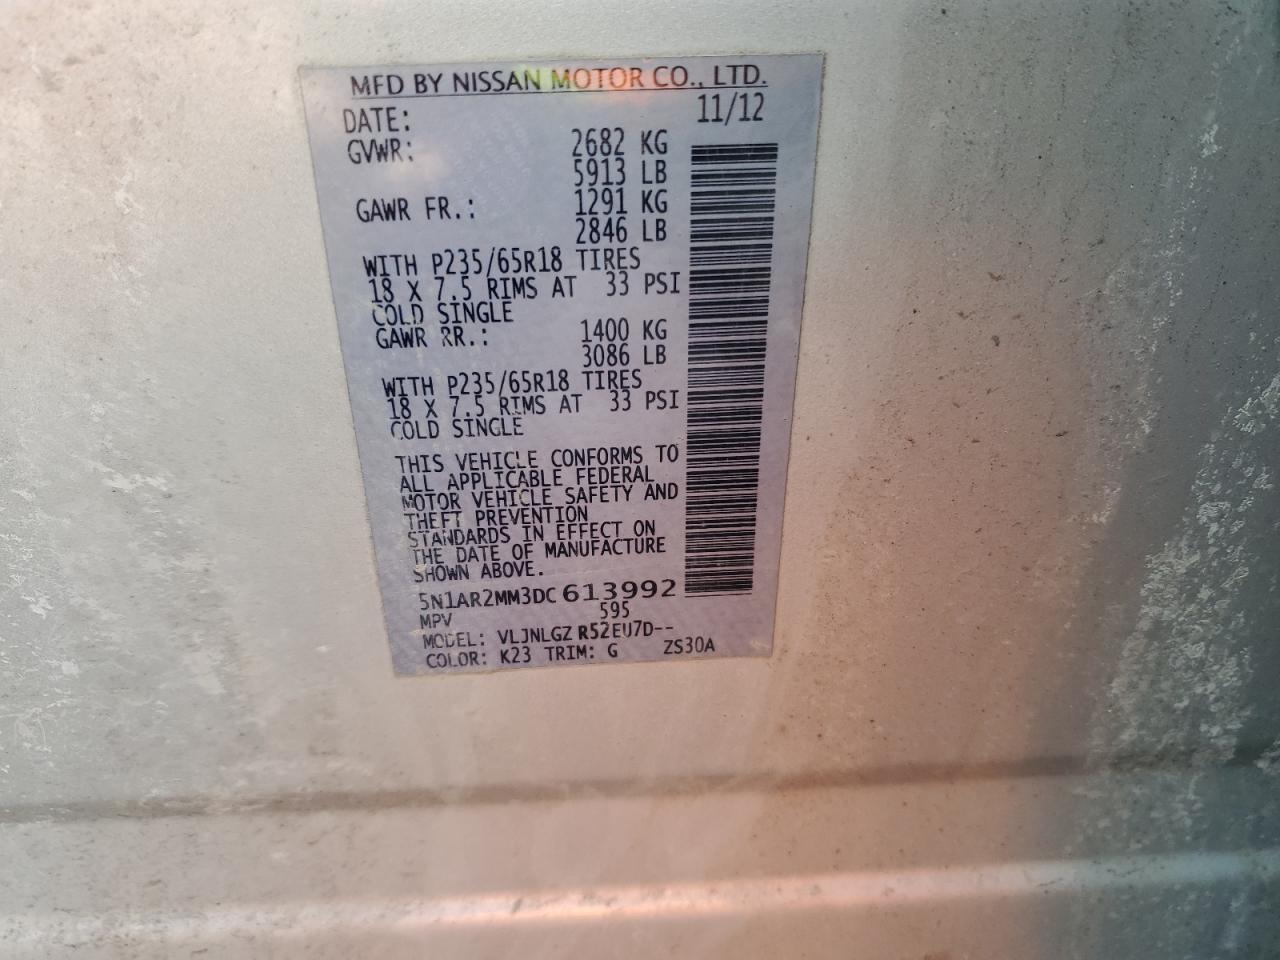 MFD BY NISSAN MOTOR CO., LTD.
DATE: 11/12
GVWR: 2682 KG
5913 LB
GAWR FR.: 1291 KG
2846 LB
WITH P235/65R18 TIRES
18 X 7.5 RIMS AT 33 PSI
COLD SINGLE
GAWR RR.: 1400 KG
3086 LB
WITH P235/65R18 TIRES
18 X 7.5 RIMS AT 33 PSI
COLD SINGLE
THIS VEHICLE CONFORMS TO
ALL APPLICABLE FEDERAL
MOTOR VEHICLE SAFETY AND
THEFT PREVENTION
STANDARDS IN EFFECT ON
THE DATE OF MANUFACTURE
SHOWN ABOVE.
5N1AR2MM3DC613992
MPV 595
MODEL: VLJNLGZ R52EU7D--
COLOR: K23 TRIM: G ZS30A